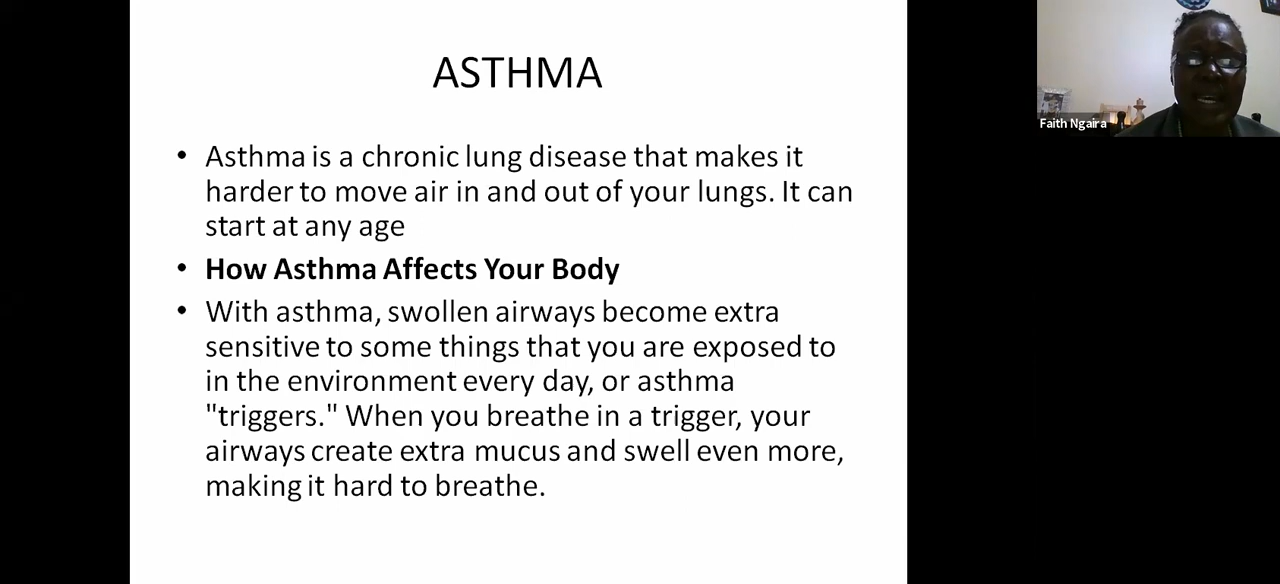 ASTHMA
• Asthma is a chronic lung disease that makes it
harder to move air in and out of your lungs. It can
start at any age
• How Asthma Affects Your Body
• With asthma, swollen airways become extra
sensitive to some things that you are exposed to
in the environment every day, or asthma
"triggers." When you breathe in a trigger, your
airways create extra mucus and swell even more,
making it hard to breathe.
Faith Ngaira